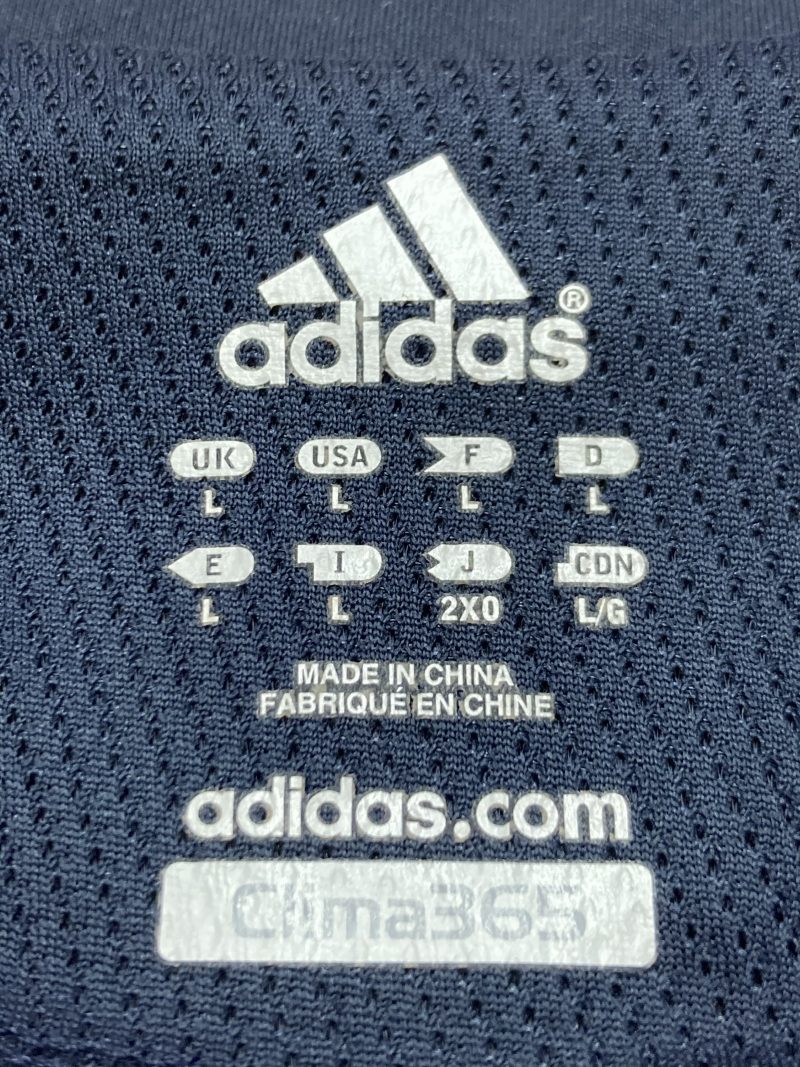 adidas®
UK USA F D
L L L L
E I J CDN
L L 2XO L/G
MADE IN CHINA
FABRIQUÉ EN CHINE
adidas.com
Clima365